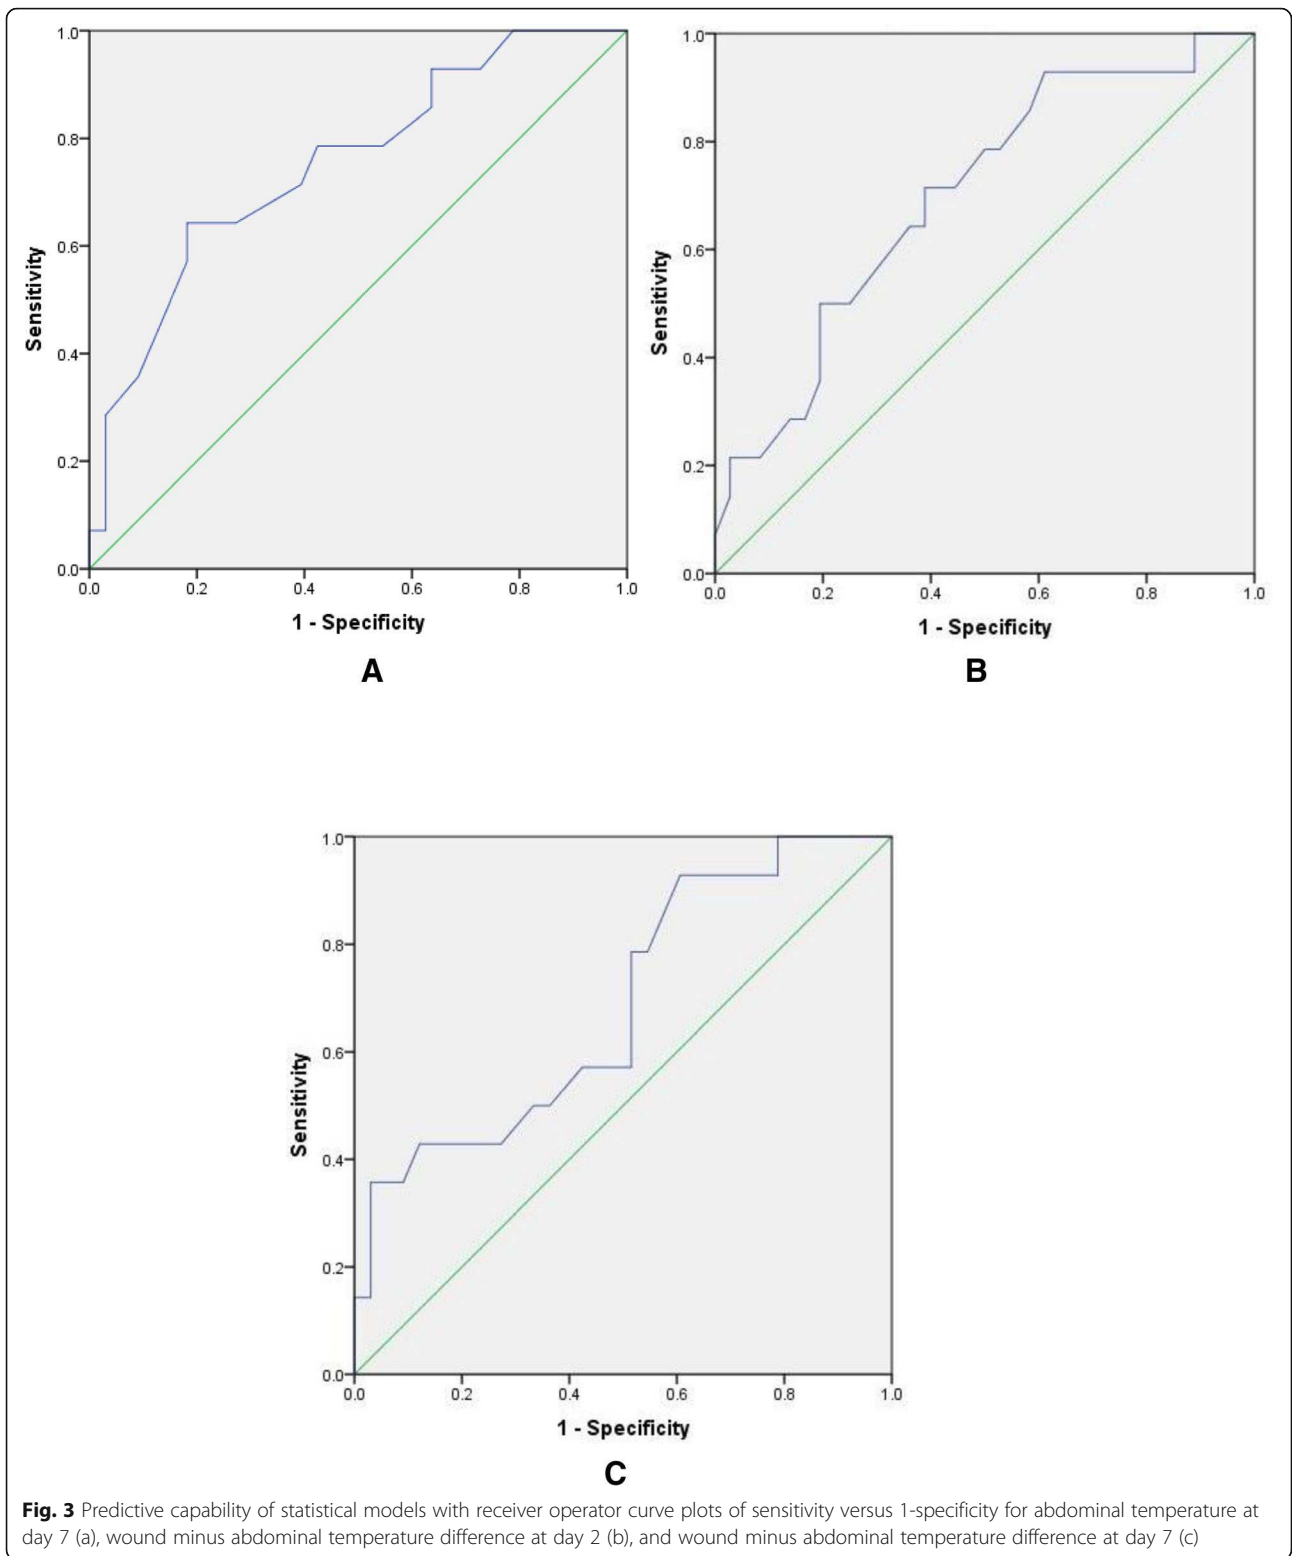 1.0
0.8
0.6
0.4
0.2
0.0
Sensitivity
0.0 0.2 0.4 0.6 0.8 1.0
1 - Specificity
A
1.0
0.8
0.6
0.4
0.2
0.0
Sensitivity
0.0 0.2 0.4 0.6 0.8 1.0
1 - Specificity
B
1.0
0.8
0.6
0.4
0.2
0.0
Sensitivity
0.0 0.2 0.4 0.6 0.8 1.0
1 - Specificity
C
Fig. 3 Predictive capability of statistical models with receiver operator curve plots of sensitivity versus 1-specificity for abdominal temperature at
day 7 (a), wound minus abdominal temperature difference at day 2 (b), and wound minus abdominal temperature difference at day 7 (c)